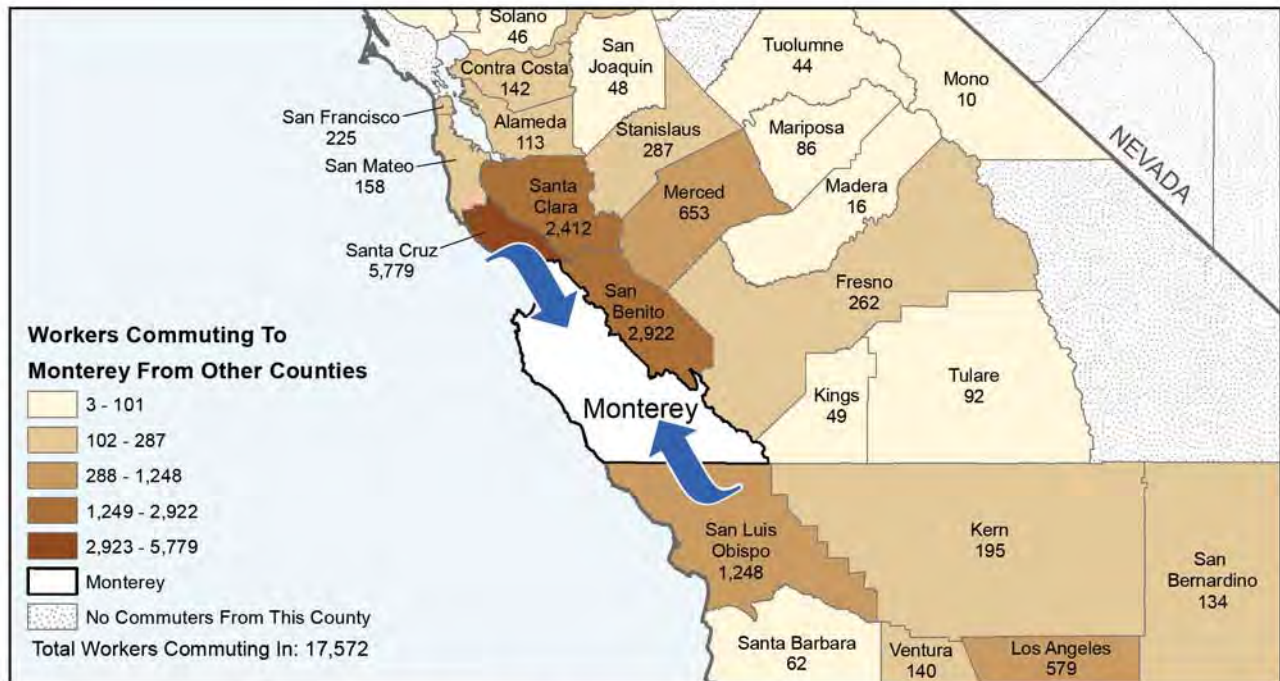 Solano
46
San
Joaquin
48
Tuolumne
44
Mono
10
Contra Costa
142
San Francisco
225
Alameda
113
Stanislaus
287
Mariposa
86
NEVADA
San Mateo
158
Santa
Clara
2,412
Merced
653
Madera
16
Santa Cruz
5,779
San
Benito
2,922
Fresno
262
Workers Commuting To
Monterey From Other Counties
3 - 101
102 - 287
288 - 1,248
1,249 - 2,922
2,923 - 5,779
Monterey
No Commuters From This County
Total Workers Commuting In: 17,572
Monterey
Kings
49
Tulare
92
San Luis
Obispo
1,248
Kern
195
San
Bernardino
134
Santa Barbara
62
Ventura
140
Los Angeles
579